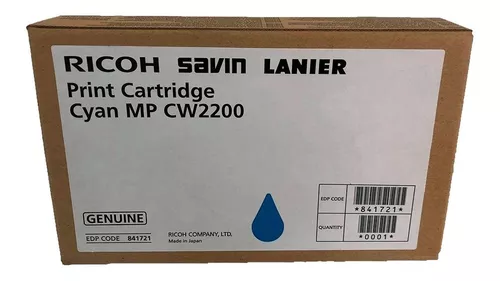 RICOH SAVIN LANIER
Print Cartridge
Cyan MP CW2200
GENUINE
EDP CODE 841721
RICOH COMPANY, LTD.
Made in Japan
EDP CODE
*841721*
QUANTITY
*0001*